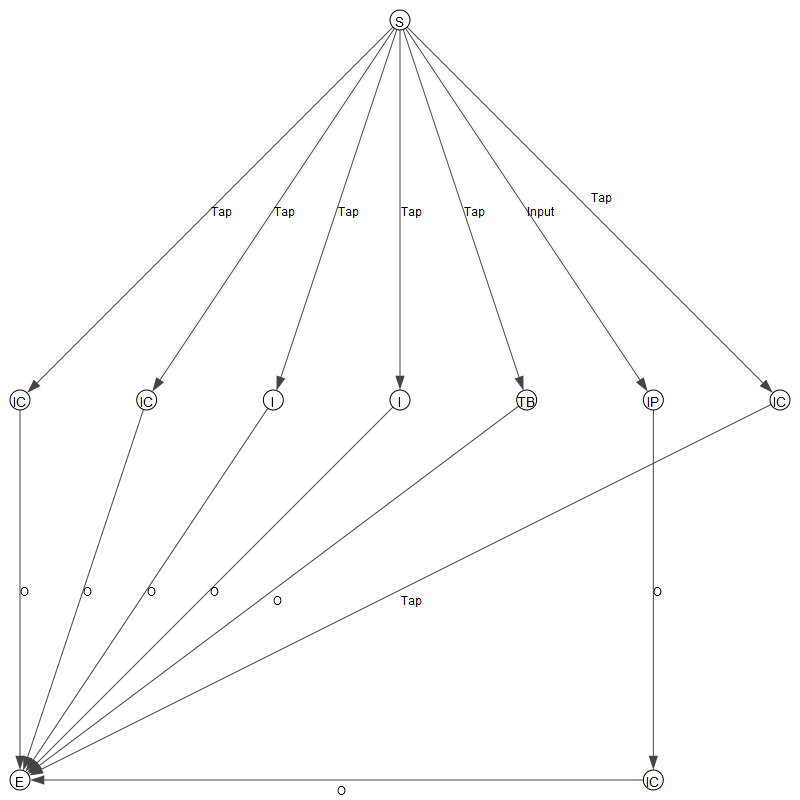 S
Tap
Tap Tap Tap Tap Tap Input
IC IC I I TB IP IC
O O O O O
O Tap
E IC
O